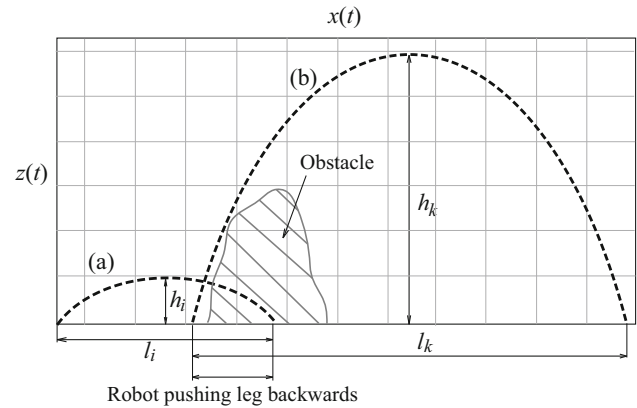 x(t)
(b)
Obstacle
z(t)
h_k
(a)
h_i
l_i
l_k
Robot pushing leg backwards